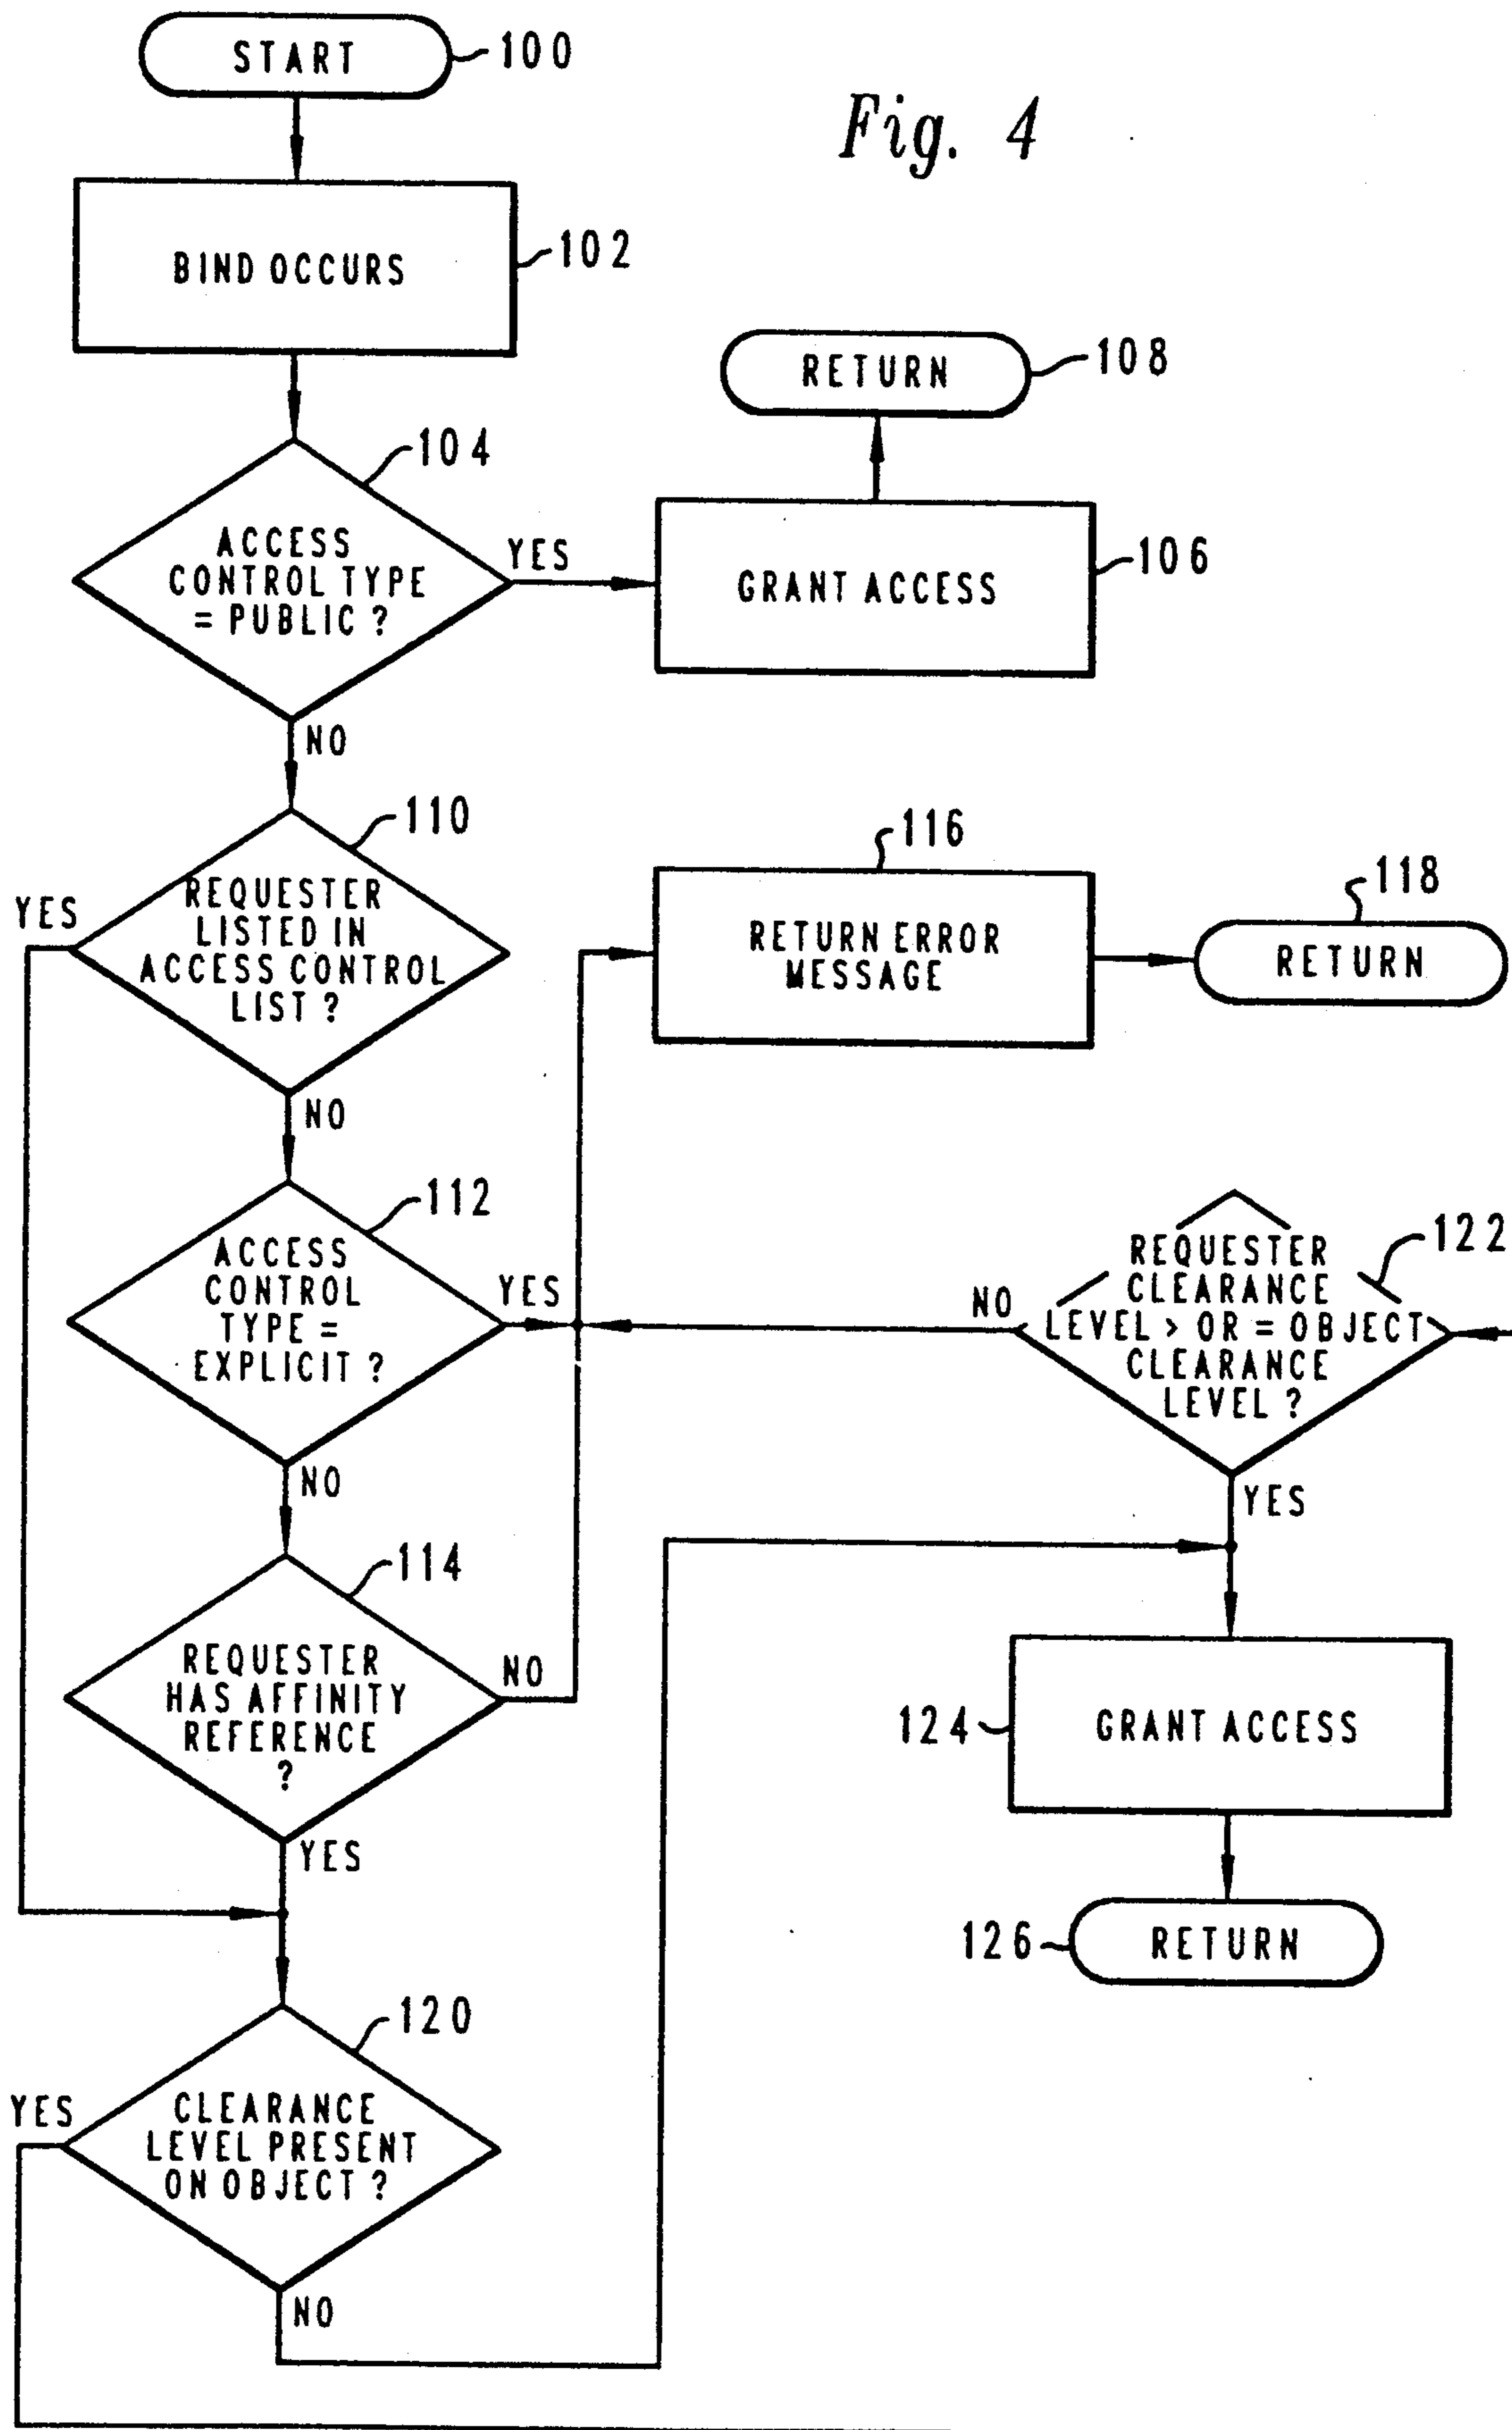 START
100
Fig. 4
BIND OCCURS
102
RETURN
108
104
ACCESS
CONTROL TYPE
= PUBLIC ?
YES
GRANT ACCESS
106
NO
110
REQUESTER
LISTED IN
ACCESS CONTROL
LIST ?
YES
116
RETURN ERROR
MESSAGE
118
RETURN
NO
112
ACCESS
CONTROL
TYPE =
EXPLICIT ?
YES
NO
REQUESTER
CLEARANCE
LEVEL > OR = OBJECT
CLEARANCE
LEVEL ?
122
NO
YES
114
REQUESTER
HAS AFFINITY
REFERENCE
?
NO
124
GRANT ACCESS
YES
126
RETURN
120
YES
CLEARANCE
LEVEL PRESENT
ON OBJECT ?
NO